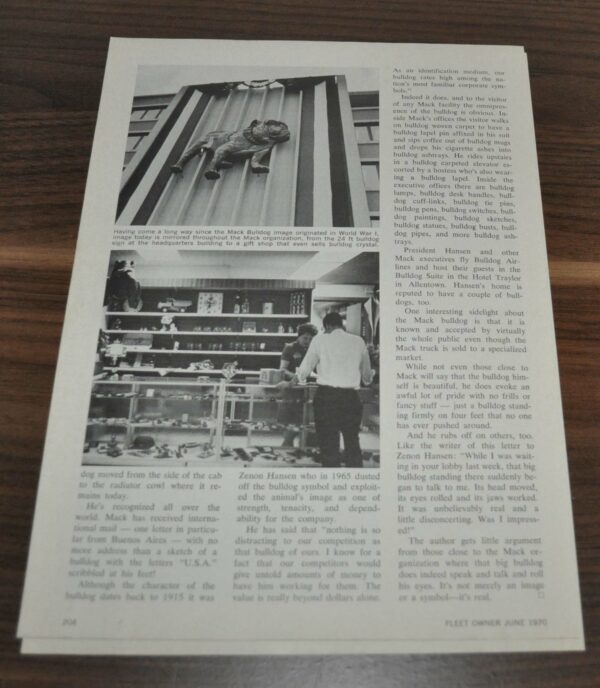 Having come a long way since the Mack Bulldog image originated in World War I,
image today is mirrored throughout the Mack organization, from the 24 ft bulldog
sign at the headquarters building to a gift shop that even sells bulldog crystal.
dog moved from the side of the cab
to the radiator cowl where it re-
mains today.
He's recognized all over the
world. Mack has received interna-
tional mail — one letter in particu-
lar from Buenos Aires — with no
more address than a sketch of a
bulldog with the letters "U.S.A."
scribbled at his feet!
Although the character of the
bulldog dates back to 1915 it was
Zenon Hansen who in 1965 dusted
off the bulldog symbol and exploit-
ed the animal's image as one of
strength, tenacity, and depend-
ability for the company.
He has said that "nothing is so
distracting to our competition as
that bulldog of ours. I know for a
fact that our competitors would
give untold amounts of money to
have him working for them. The
value is really beyond dollars alone.
As an identification medium, our
bulldog rates high among the na-
tion's most familiar corporate sym-
bols."
Indeed it does, and to the visitor
of any Mack facility the omnipres-
ence of the bulldog is obvious. In-
side Mack's offices the visitor walks
on bulldog woven carpet to have a
bulldog lapel pin affixed in his suit
and sips coffee out of bulldog mugs
and drops his cigarette ashes into
bulldog ashtrays. He rides upstairs
in a bulldog carpeted elevator es-
corted by a hostess who's also wear-
ing a bulldog lapel. Inside the
executive offices there are bulldog
lamps, bulldog desk handles, bull-
dog cuff-links, bulldog tie pins,
bulldog pens, bulldog switches, bull-
dog paintings, bulldog sketches,
bulldog statues, bulldog busts, bull-
dog pipes, and more bulldog ash-
trays.
President Hansen and other
Mack executives fly Bulldog Air-
lines and host their guests in the
Bulldog Suite in the Hotel Traylor
in Allentown. Hansen's home is
reputed to have a couple of bull-
dogs, too.
One interesting sidelight about
the Mack bulldog is that it is
known and accepted by virtually
the whole public even though the
Mack truck is sold to a specialized
market.
While not even those close to
Mack will say that the bulldog him-
self is beautiful, he does evoke an
awful lot of pride with no frills or
fancy stuff — just a bulldog stand-
ing firmly on four feet that no one
has ever pushed around.
And he rubs off on others, too.
Like the writer of this letter to
Zenon Hansen: "While I was wait-
ing in your lobby last week, that big
bulldog standing there suddenly be-
gan to talk to me. Its head moved,
its eyes rolled and its jaws worked.
It was unbelievably real and a
little disconcerting. Was I impress-
ed!"
The author gets little argument
from those close to the Mack or-
ganization where that big bulldog
does indeed speak and talk and roll
his eyes. It's not merely an image
or a symbol—it's real.
204
FLEET OWNER JUNE 1970